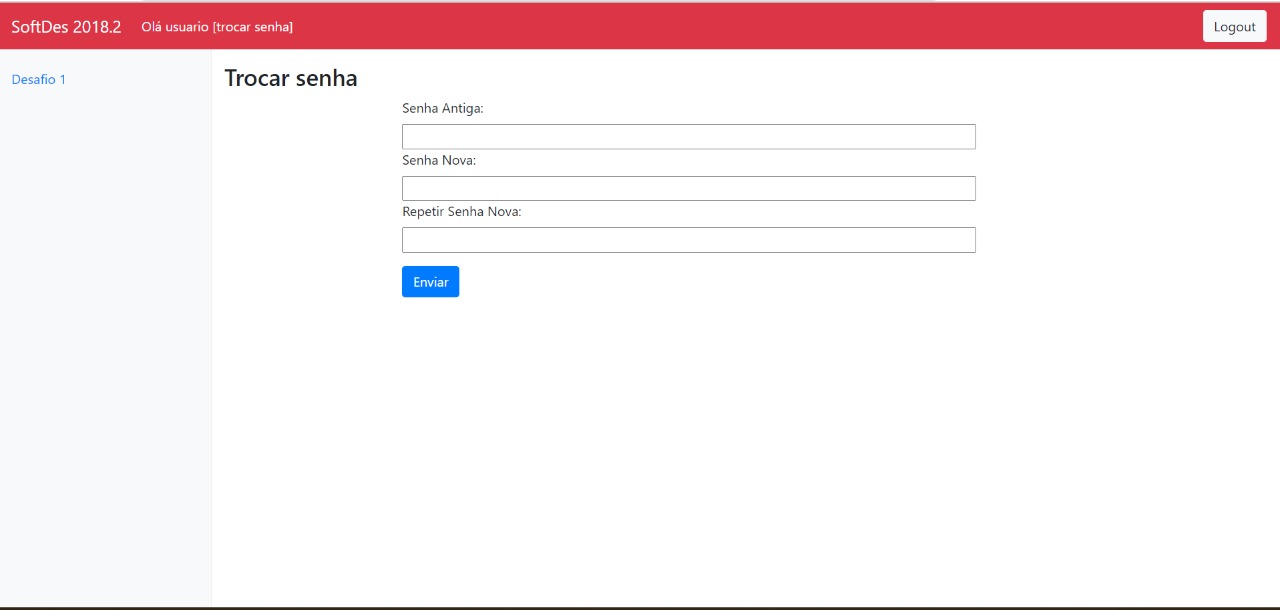 SoftDes 2018.2 Olá usuario [trocar senha] Logout
Desafio 1
Trocar senha
Senha Antiga:
Senha Nova:
Repetir Senha Nova:
Enviar